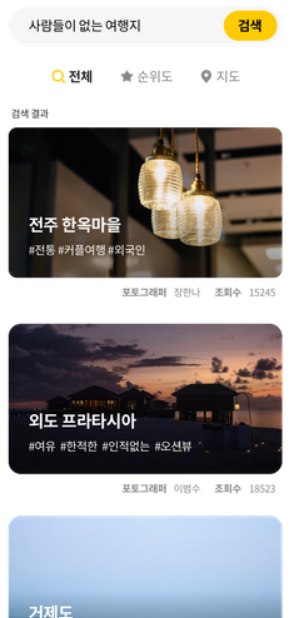 사람들이 없는 여행지 검색
전체 순위도 지도
검색 결과
전주 한옥마을
#전통 #커플여행 #외국인
포토그래퍼 장한나 조회수 15245
외도 프라타시아
#여유 #한적한 #인적없는 #오션뷰
포토그래퍼 이범수 조회수 18523
거제도